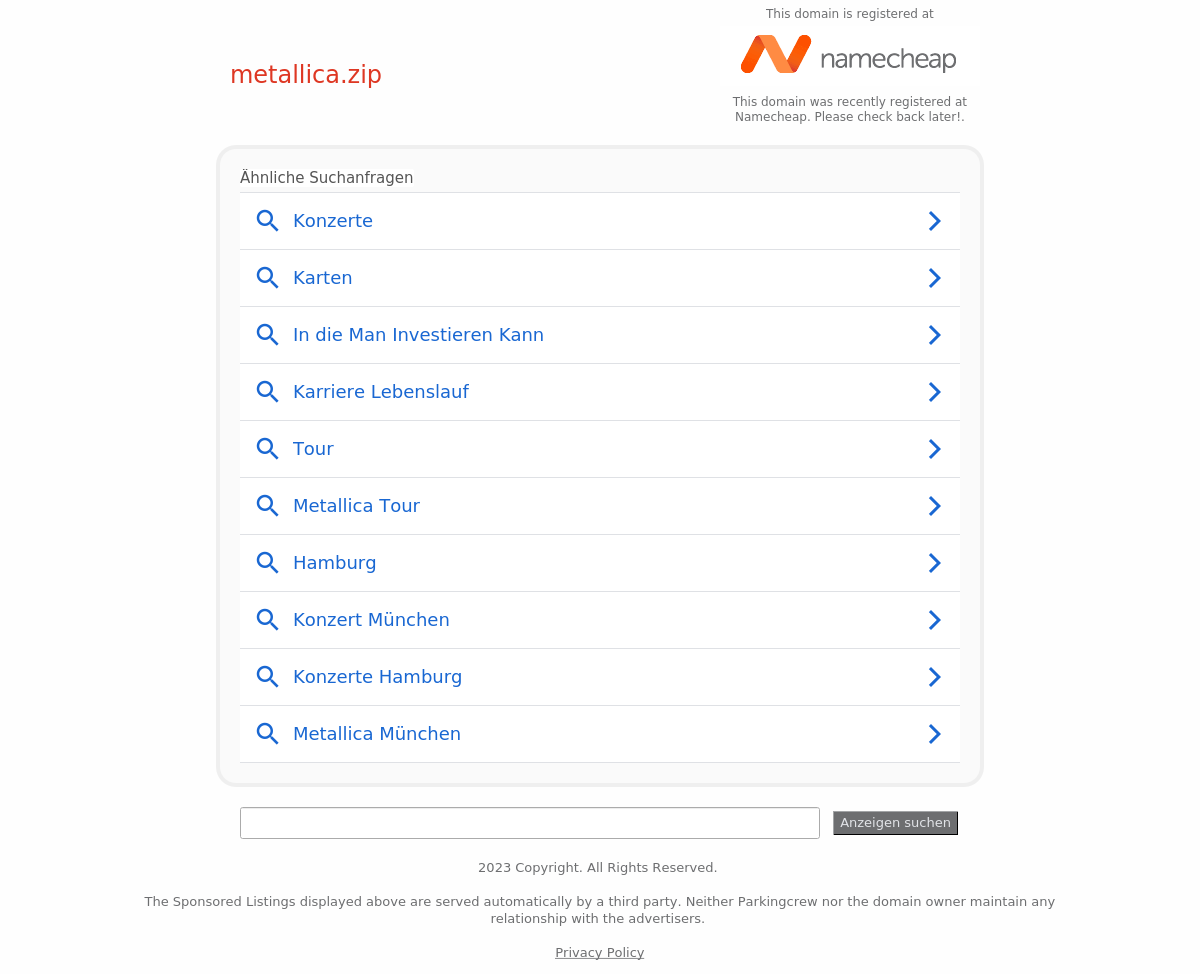 This domain is registered at
metallica.zip
namecheap
This domain was recently registered at
Namecheap. Please check back later!.
Ähnliche Suchanfragen
Konzerte
Karten
In die Man Investieren Kann
Karriere Lebenslauf
Tour
Metallica Tour
Hamburg
Konzert München
Konzerte Hamburg
Metallica München
Anzeigen suchen
2023 Copyright. All Rights Reserved.
The Sponsored Listings displayed above are served automatically by a third party. Neither Parkingcrew nor the domain owner maintain any
relationship with the advertisers.
Privacy Policy